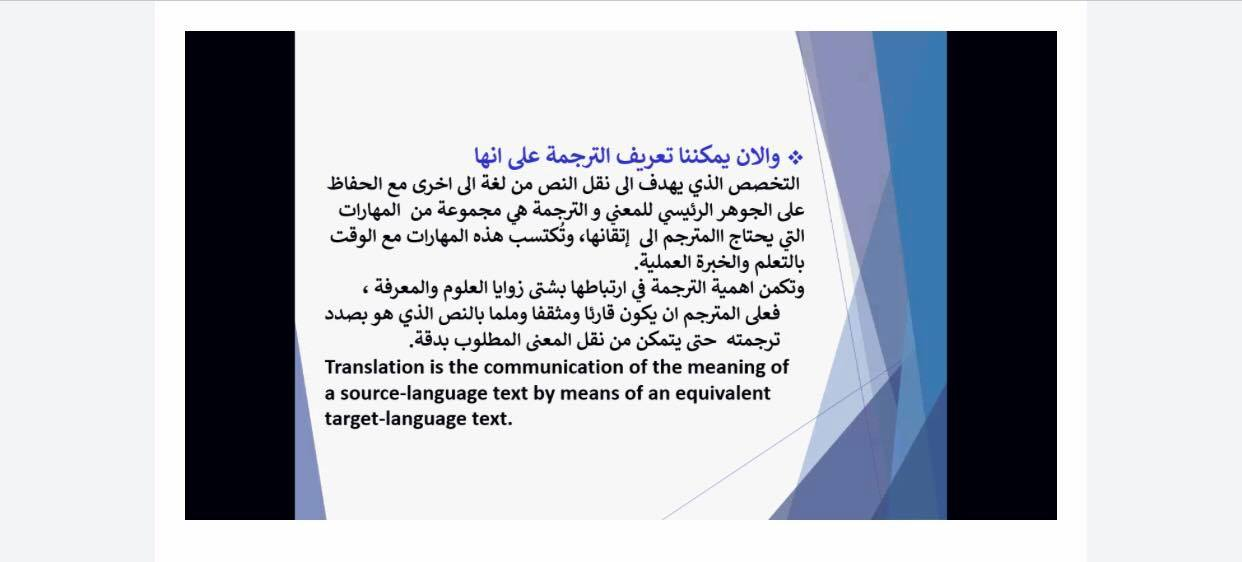 ❖ والان يمكننا تعريف الترجمة على انها
التخصص الذي يهدف الى نقل النص من لغة الى اخرى مع الحفاظ
على الجوهر الرئيسي للمعني و الترجمة هي مجموعة من المهارات
التي يحتاج االمترجم الى إتقانها، وتُكتسب هذه المهارات مع الوقت
بالتعلم والخبرة العملية.
وتكمن اهمية الترجمة في ارتباطها بشتى زوايا العلوم والمعرفة ،
فعلى المترجم ان يكون قارئا ومثقفا وملما بالنص الذي هو بصدد
ترجمته حتى يتمكن من نقل المعنى المطلوب بدقة.
Translation is the communication of the meaning of
a source-language text by means of an equivalent
target-language text.